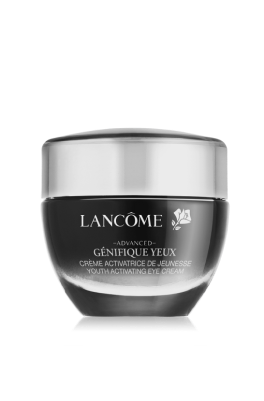 LANCÔME
–ADVANCED–
GÉNIFIQUE YEUX
CRÈME ACTIVATRICE DE JEUNESSE
YOUTH ACTIVATING EYE CREAM